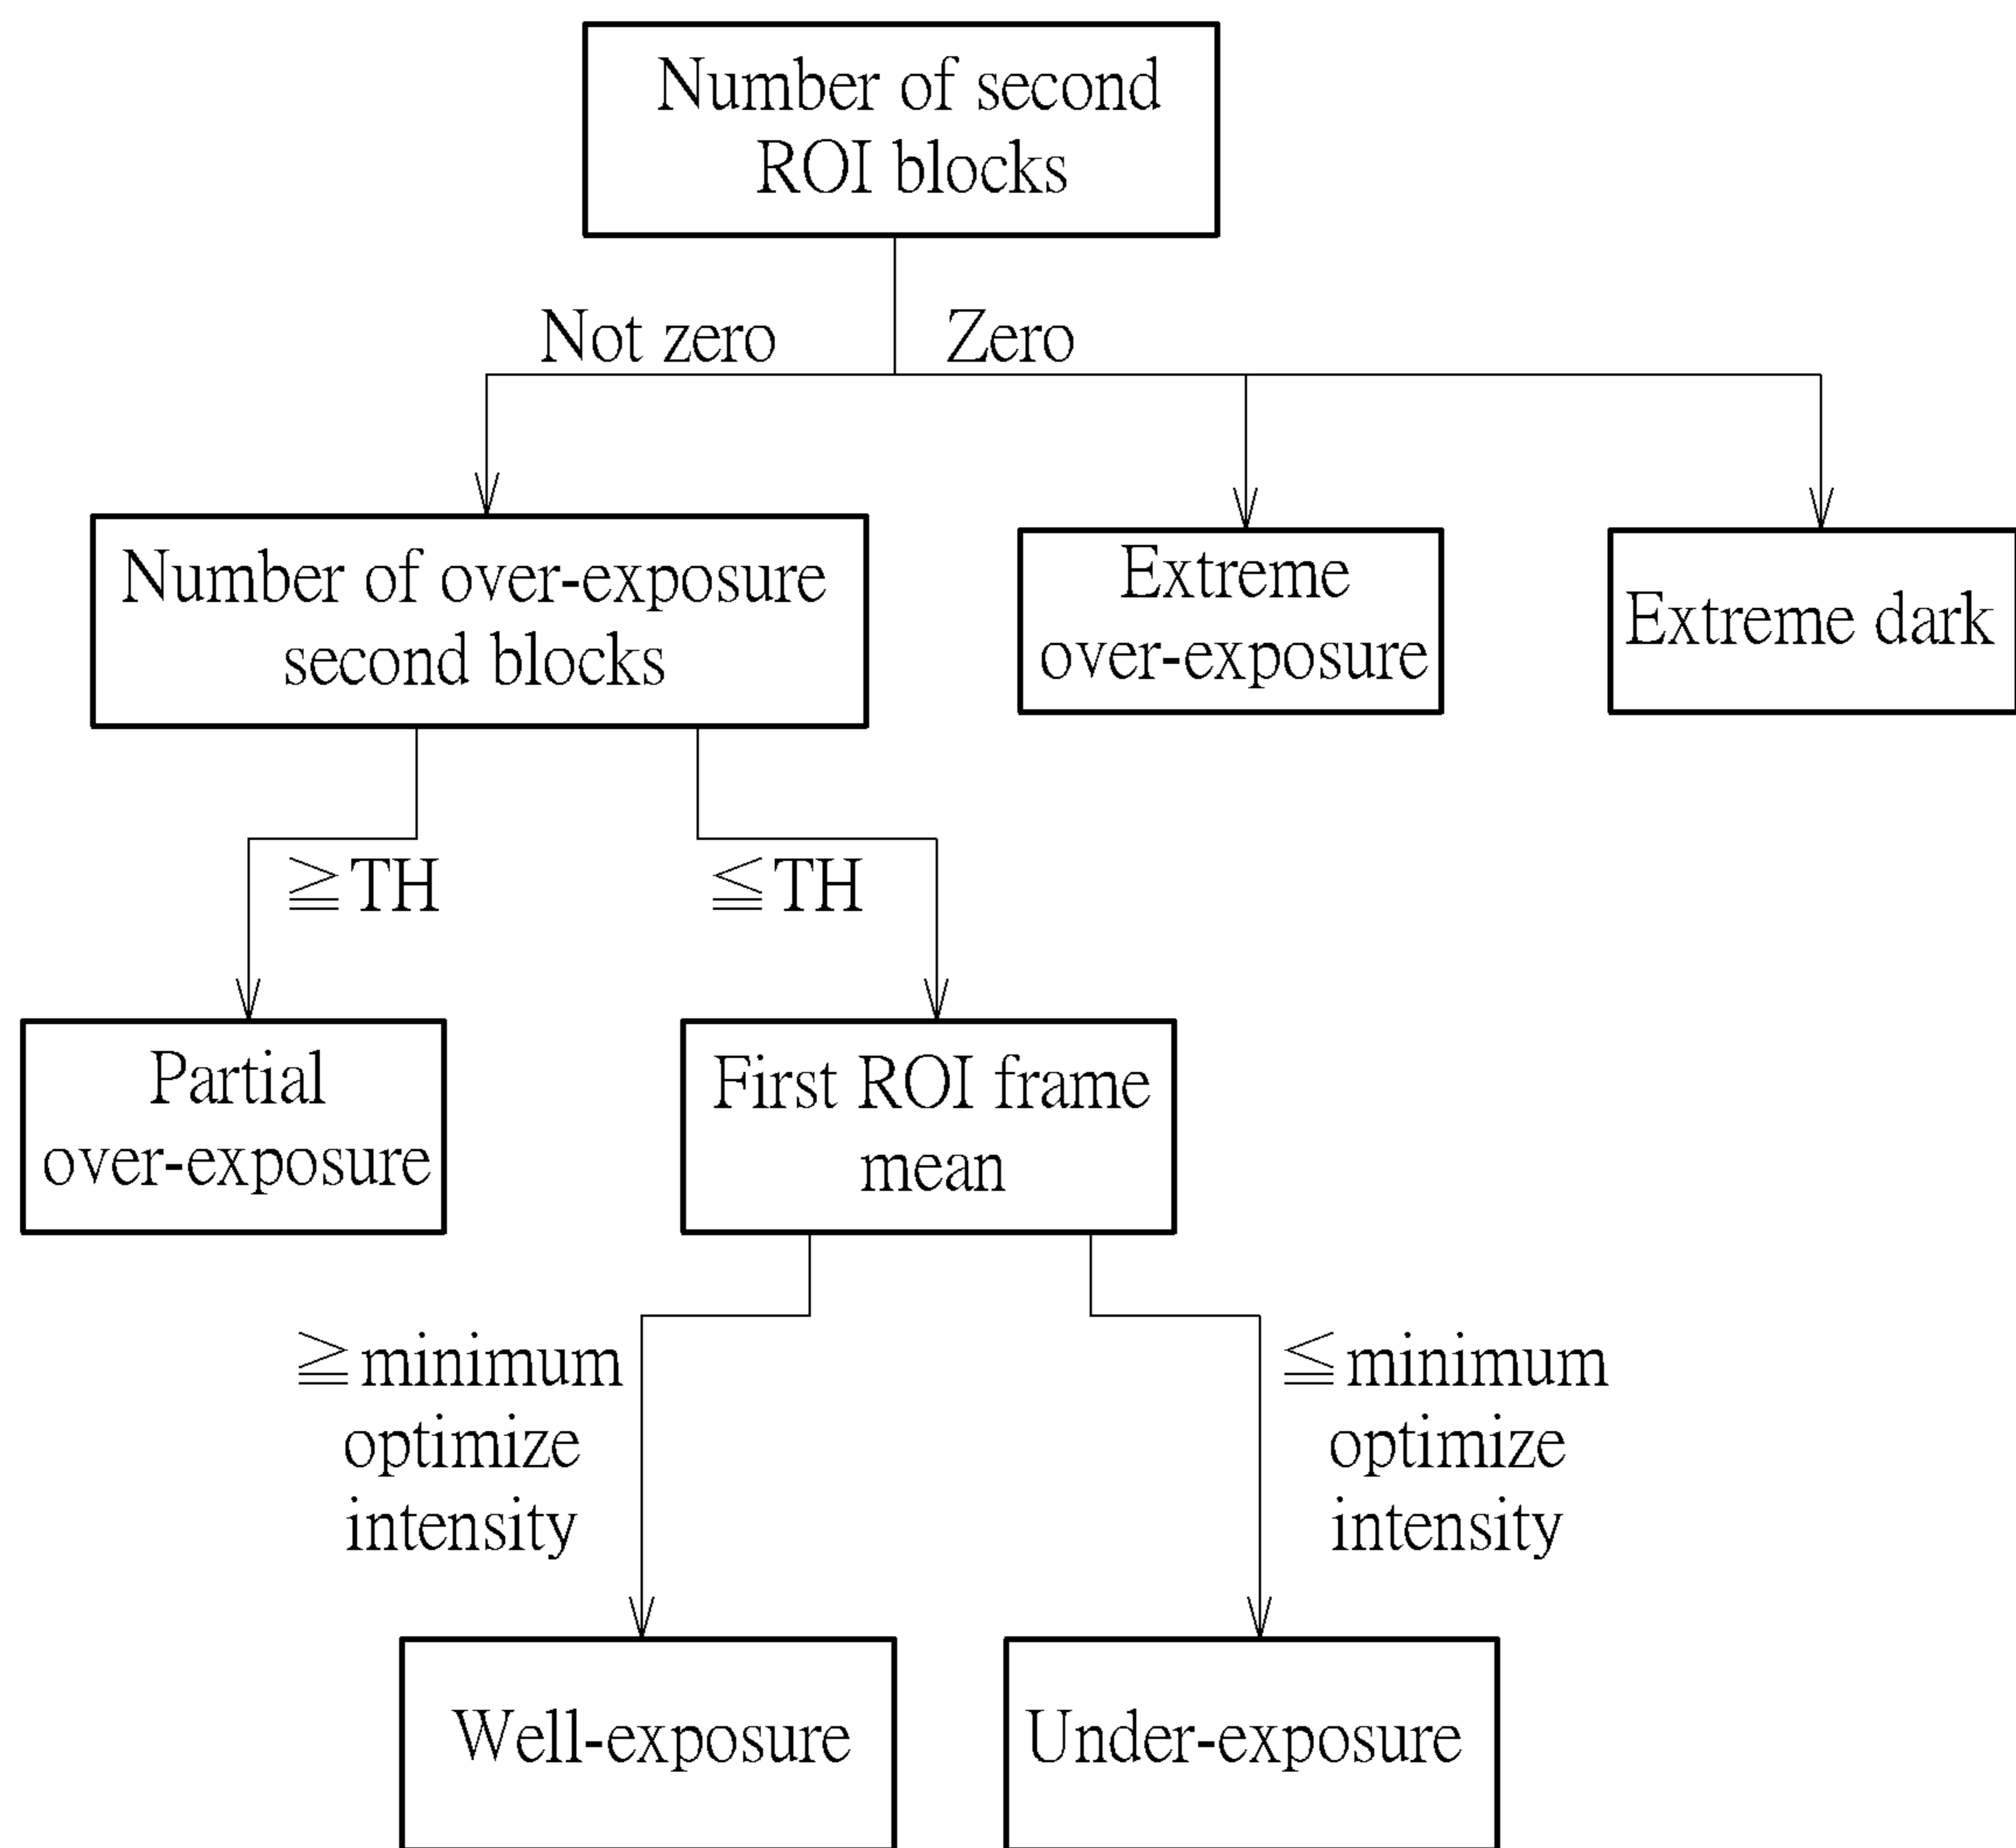 Number of second
ROI blocks
Not zero
Zero
Number of over-exposure
second blocks
Extreme
over-exposure
Extreme dark
≧TH
≦TH
Partial
over-exposure
First ROI frame
mean
≧minimum
optimize
intensity
≦minimum
optimize
intensity
Well-exposure
Under-exposure